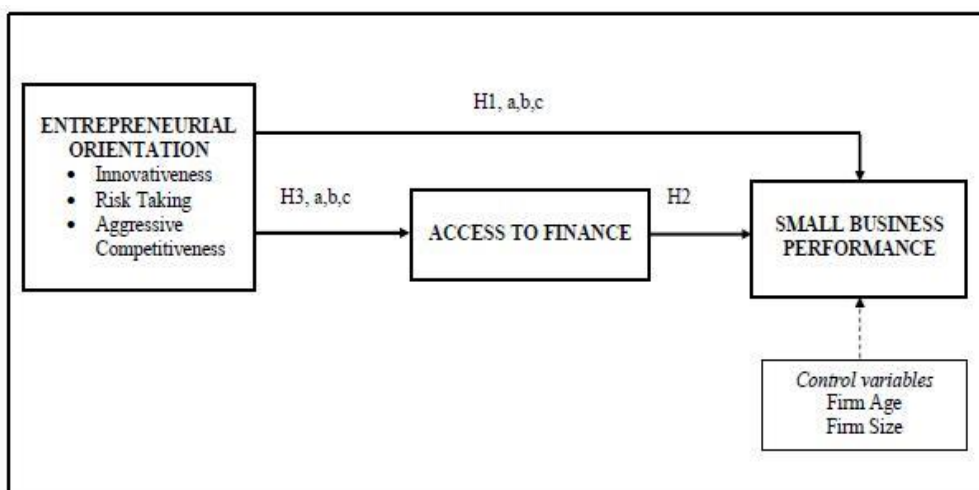 H1, a,b,c
ENTREPRENEURIAL
ORIENTATION
• Innovativeness
• Risk Taking
• Aggressive
Competitiveness
H3, a,b,c
ACCESS TO FINANCE
H2
SMALL BUSINESS
PERFORMANCE
Control variables
Firm Age
Firm Size